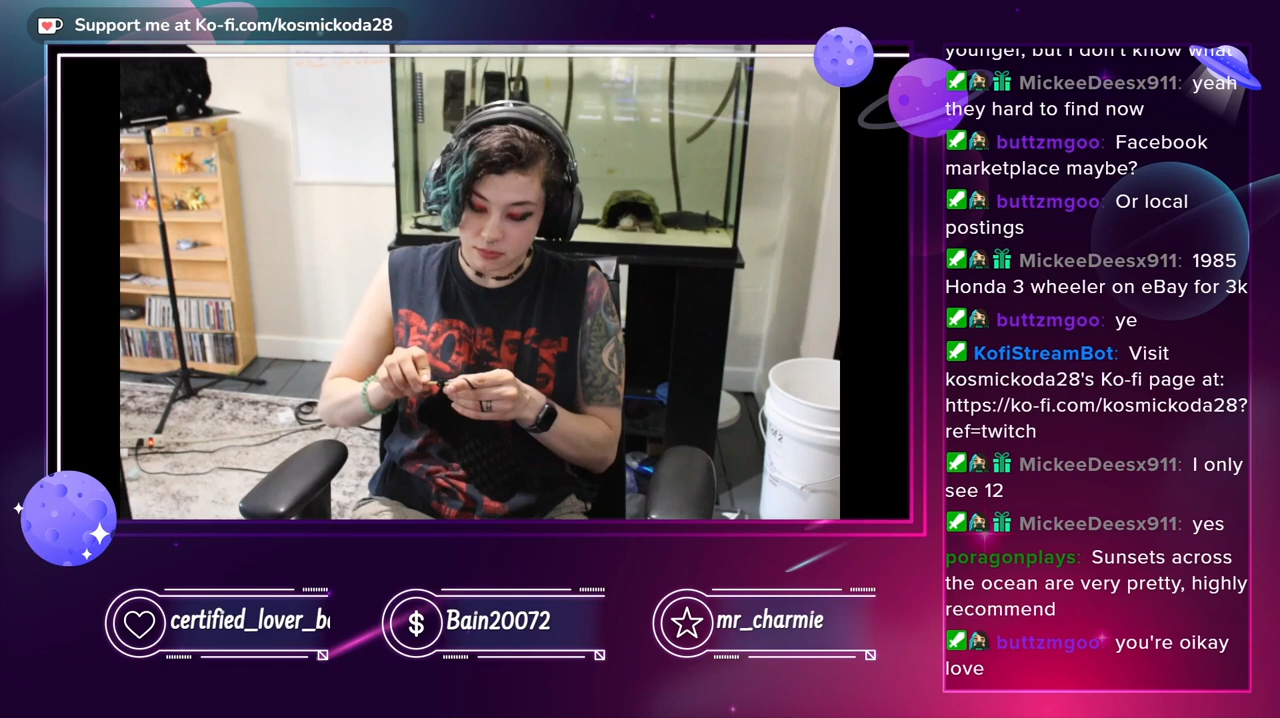 Support me at Ko-fi.com/kosmickoda28
younger, but I don't know what
MickeeDeesx911: yeah
they hard to find now
buttzmgoo: Facebook
marketplace maybe?
buttzmgoo: Or local
postings
MickeeDeesx911: 1985
Honda 3 wheeler on eBay for 3k
buttzmgoo: ye
KofiStreamBot: Visit
kosmickoda28's Ko-fi page at:
https://ko-fi.com/kosmickoda28?
ref=twitch
MickeeDeesx911: I only
see 12
MickeeDeesx911: yes
poragonplays: Sunsets across
the ocean are very pretty, highly
recommend
buttzmgoo: you're oikay
love
DON'T
certified_lover_bo
$ Bain20072
mr_charmie